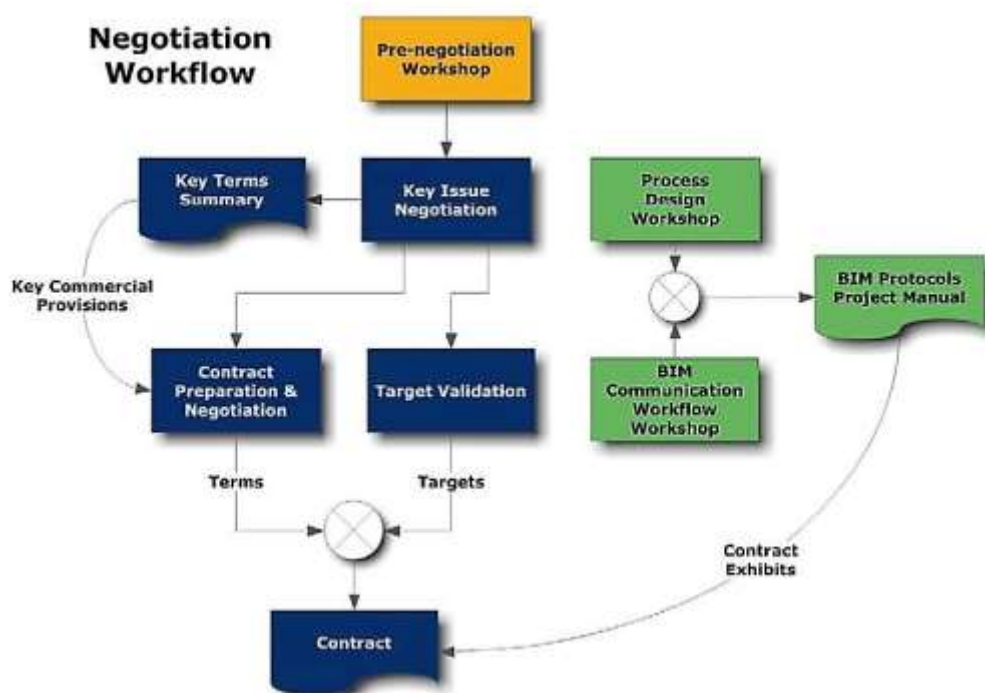 Negotiation
Workflow
Pre-negotiation
Workshop
Key Terms
Summary
Key Issue
Negotiation
Process
Design
Workshop
Key Commercial
Provisions
BIM Protocols
Project Manual
Contract
Preparation &
Negotiation
Target Validation
BIM
Communication
Workflow
Workshop
Terms
Targets
Contract
Exhibits
Contract